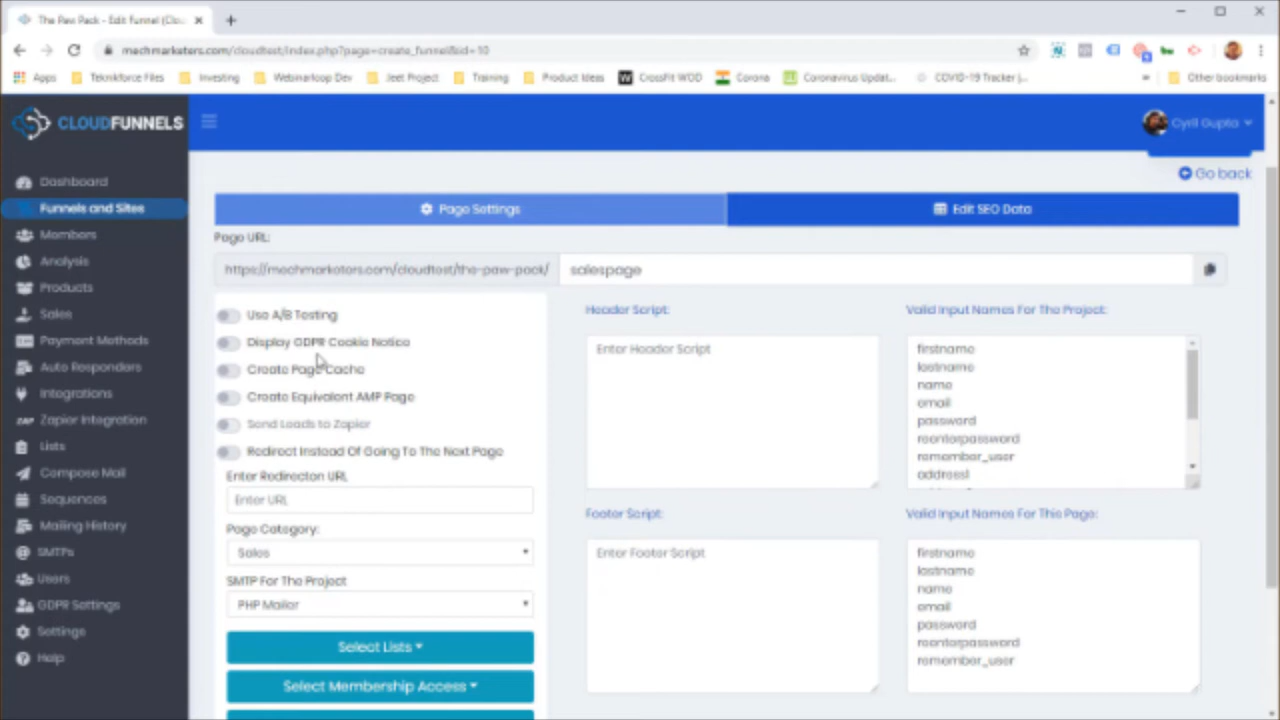 The Paw Pack - Edit Funnel (Clou
mechmarketers.com/cloudtest/index.php?page=create_funnel&id=10
Apps
Teknikforce Files
Investing
Webinarloop Dev
Jeet Project
Training
Product Ideas
CrossFit WOD
Corona
Coronavirus Updat...
COVID-19 Tracker |...
»
Other bookmarks
CLOUDFUNNELS
Cyril Gupta
Dashboard
Funnels and Sites
Members
Analysis
Products
Sales
Payment Methods
Auto Responders
Integrations
Zapier Integration
Lists
Compose Mail
Sequences
Mailing History
SMTPs
Users
GDPR Settings
Settings
Help
Go back
Page Settings
Edit SEO Data
Page URL:
https://mechmarketers.com/cloudtest/the-paw-pack/
salespage
Use A/B Testing
Display GDPR Cookie Notice
Create Page Cache
Create Equivalent AMP Page
Send Leads to Zapier
Redirect Instead Of Going To The Next Page
Enter Redirection URL
Enter URL
Page Category:
Sales
SMTP For The Project
PHP Mailer
Select Lists
Select Membership Access
Header Script:
Enter Header Script
Footer Script:
Enter Footer Script
Valid Input Names For The Project:
firstname
lastname
name
email
password
reenterpassword
remember_user
address1
Valid Input Names For This Page:
firstname
lastname
name
email
password
reenterpassword
remember_user